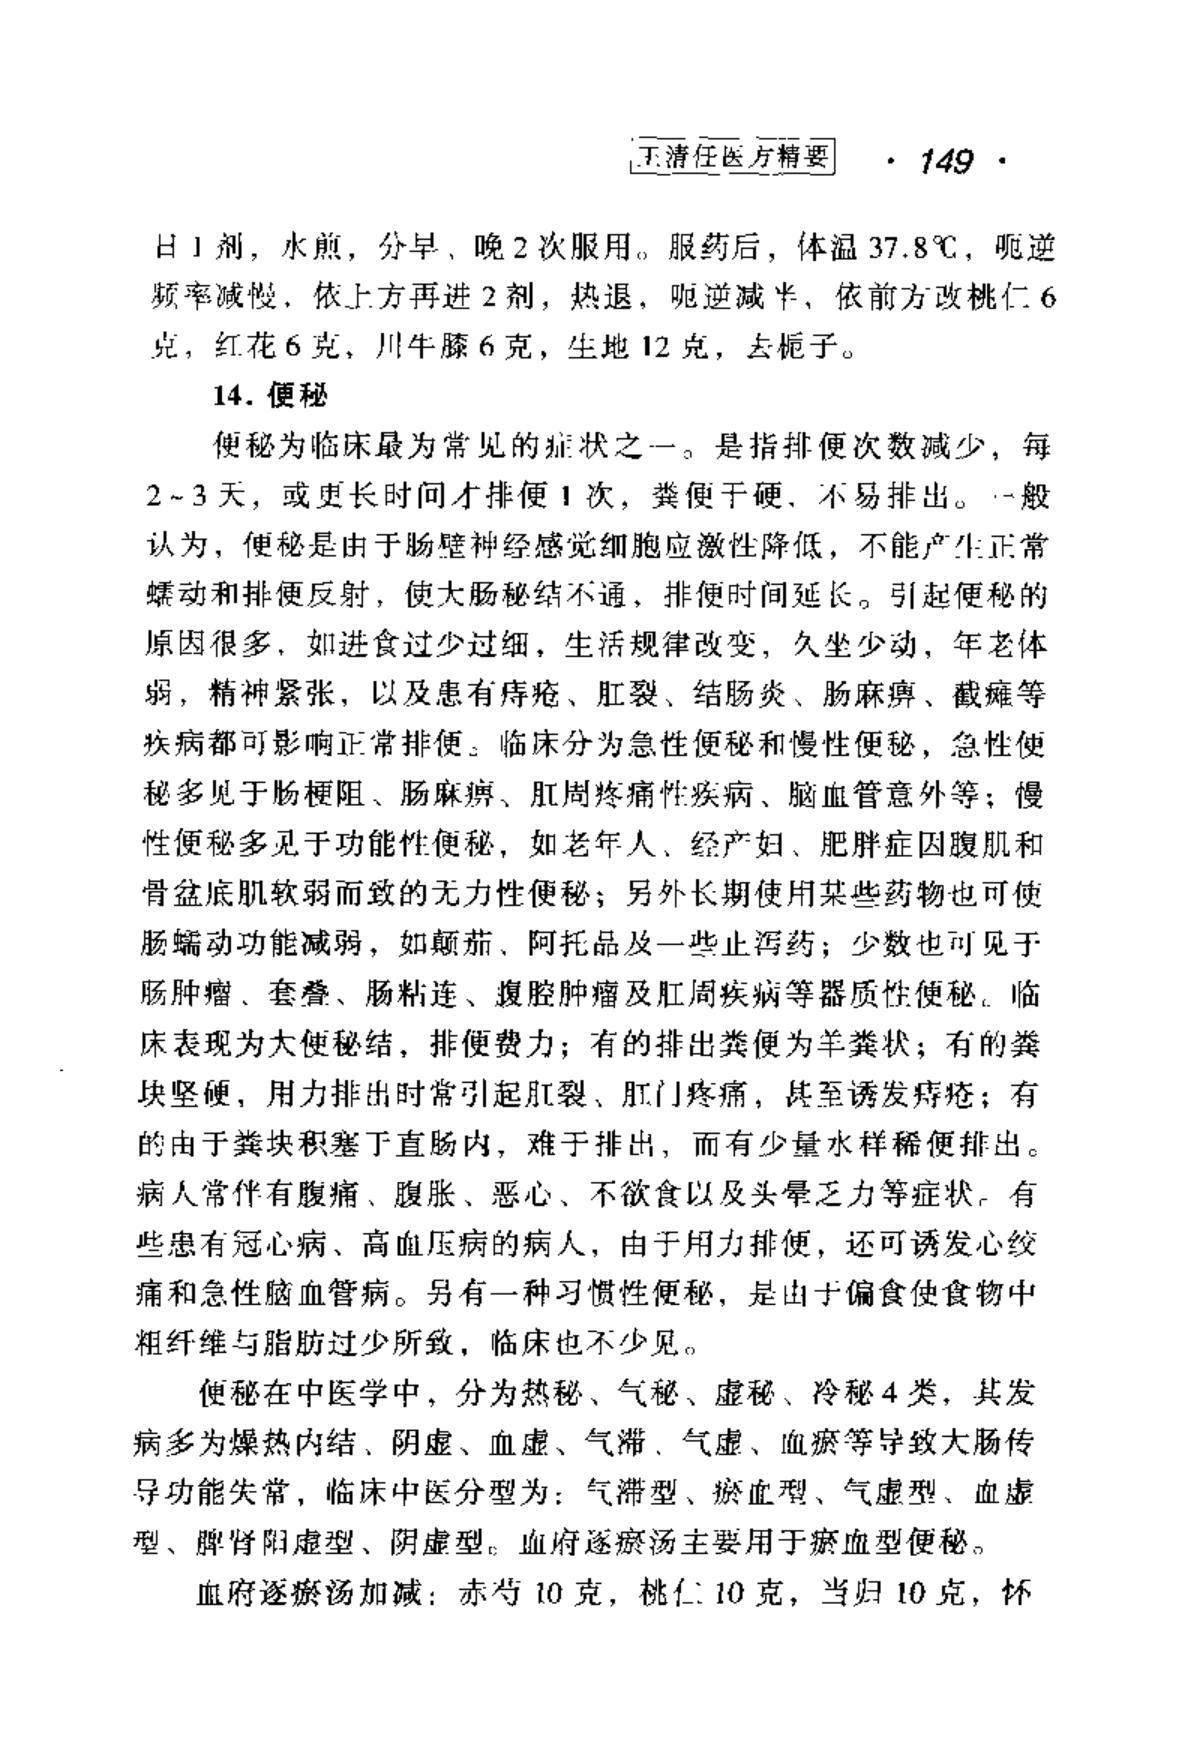 王清任医方精要 · 149 ·
日1剂，水煎，分早、晚2次服用。服药后，体温37.8℃，呃逆
频率减慢，依上方再进2剂，热退，呃逆减半，依前方改桃仁6
克，红花6克，川牛膝6克，生地12克，去栀子。
14. 便秘
便秘为临床最为常见的症状之一。是指排便次数减少，每
2~3天，或更长时间才排便1次，粪便干硬，不易排出。一般
认为，便秘是由于肠壁神经感觉细胞应激性降低，不能产生正常
蠕动和排便反射，使大肠秘结不通，排便时间延长。引起便秘的
原因很多，如进食过少过细，生活规律改变，久坐少动，年老体
弱，精神紧张，以及患有痔疮、肛裂、结肠炎、肠麻痹、截瘫等
疾病都可影响正常排便。临床分为急性便秘和慢性便秘，急性便
秘多见于肠梗阻、肠麻痹、肛周疼痛性疾病、脑血管意外等；慢
性便秘多见于功能性便秘，如老年人、经产妇、肥胖症因腹肌和
骨盆底肌软弱而致的无力性便秘；另外长期使用某些药物也可使
肠蠕动功能减弱，如颠茄、阿托品及一些止泻药；少数也可见于
肠肿瘤、套叠、肠粘连、腹腔肿瘤及肛周疾病等器质性便秘。临
床表现为大便秘结，排便费力；有的排出粪便为羊粪状；有的粪
块坚硬，用力排出时常引起肛裂、肛门疼痛，甚至诱发痔疮；有
的由于粪块积塞于直肠内，难于排出，而有少量水样稀便排出。
病人常伴有腹痛、腹胀、恶心、不欲食以及头晕乏力等症状。有
些患有冠心病、高血压病的病人，由于用力排便，还可诱发心绞
痛和急性脑血管病。另有一种习惯性便秘，是由于偏食使食物中
粗纤维与脂肪过少所致，临床也不少见。
便秘在中医学中，分为热秘、气秘、虚秘、冷秘4类，其发
病多为燥热内结、阴虚、血虚、气滞、气虚、血瘀等导致大肠传
导功能失常，临床中医分型为：气滞型、瘀血型、气虚型、血虚
型、脾肾阳虚型、阴虚型。血府逐瘀汤主要用于瘀血型便秘。
血府逐瘀汤加减：赤芍10克，桃仁10克，当归10克，怀